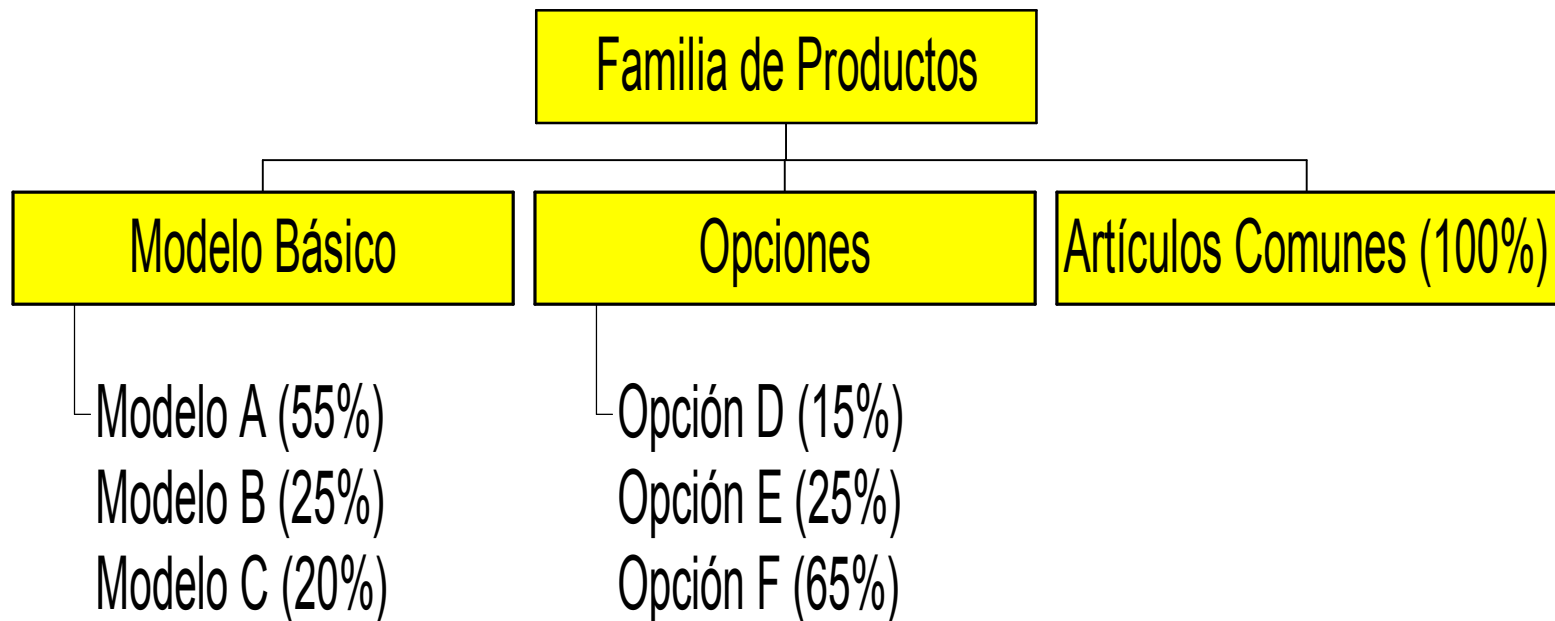 Familia de Productos
Modelo Básico
Opciones
Artículos Comunes (100%)
Modelo A (55%)
Modelo B (25%)
Modelo C (20%)
Opción D (15%)
Opción E (25%)
Opción F (65%)